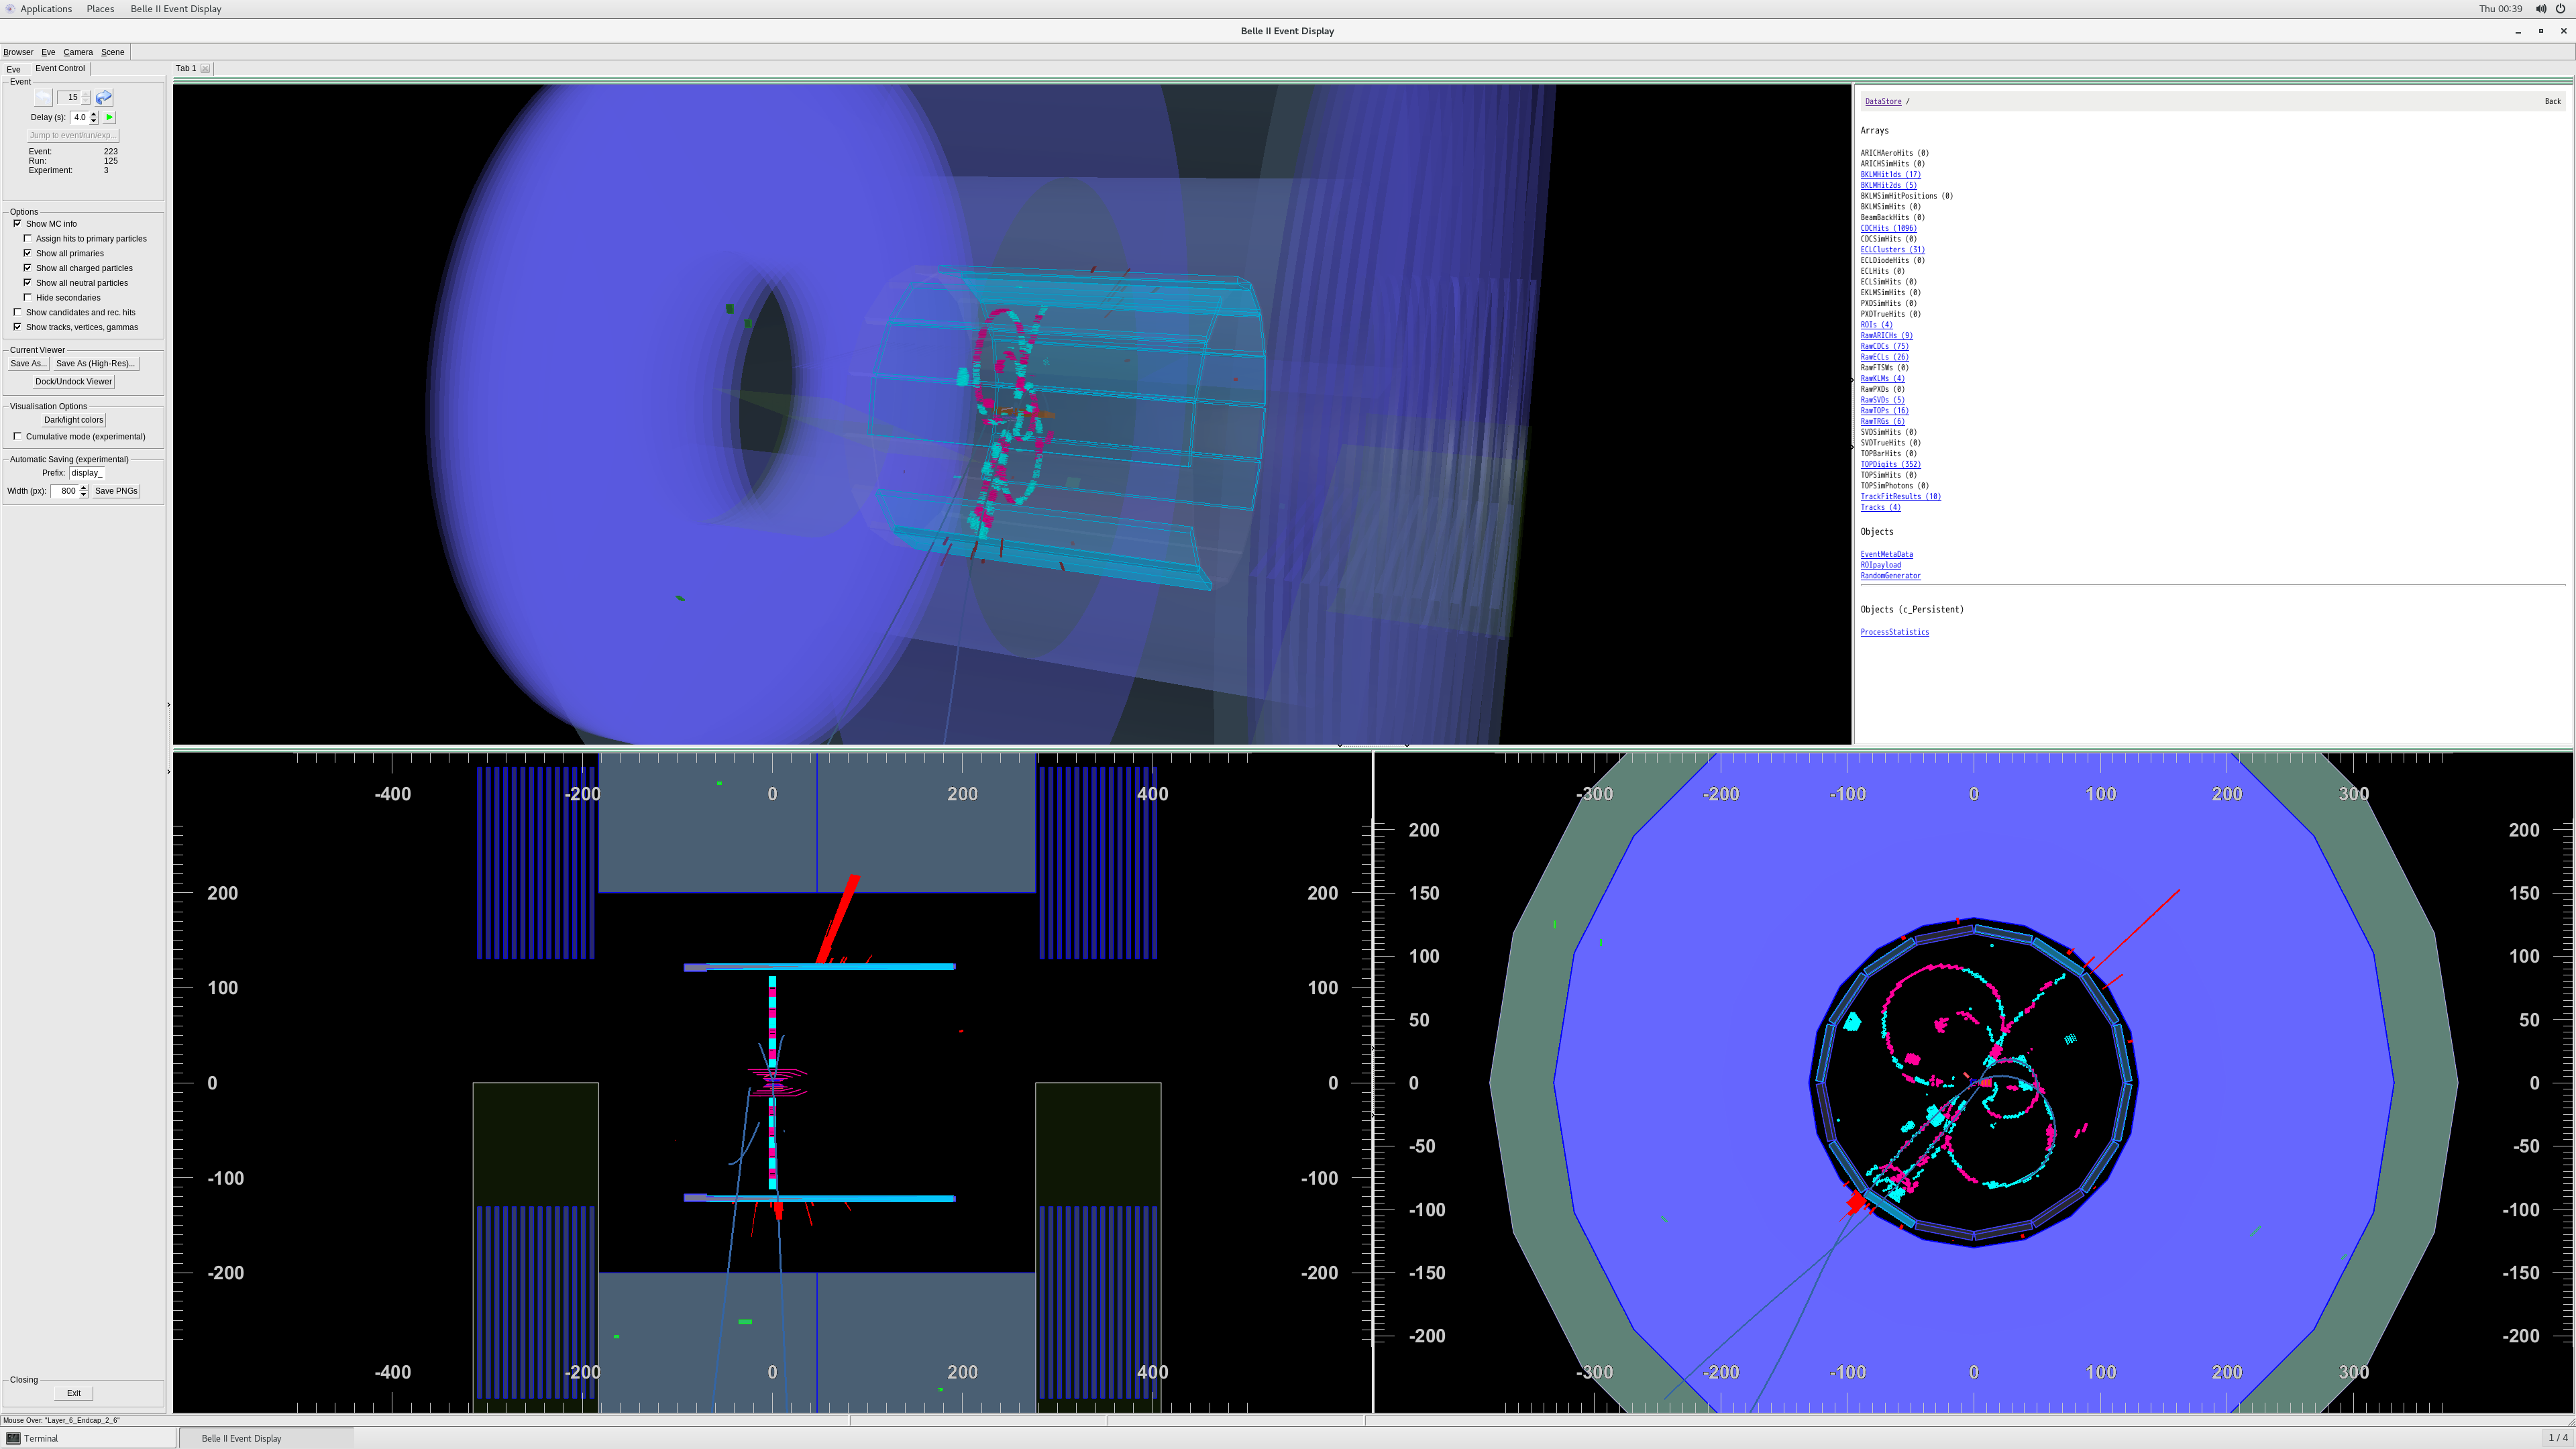 Applications Places Belle II Event Display Thu 00:39
Belle II Event Display
Browser Eve Camera Scene
Eve Event Control Tab 1
Event
15
Delay (s): 4.0
Jump to event/run/exp...
Event: 223
Run: 125
Experiment: 3
Options
Show MC info
Assign hits to primary particles
Show all primaries
Show all charged particles
Show all neutral particles
Hide secondaries
Show candidates and rec. hits
Show tracks, vertices, gammas
Current Viewer
Save As... Save As (High-Res)...
Dock/Undock Viewer
Visualisation Options
Dark/light colors
Cumulative mode (experimental)
Automatic Saving (experimental)
Prefix: display_
Width (px): 800 Save PNGs
Closing
Exit
DataStore / Back
Arrays
ARICHAeroHits (0)
ARICHSimHits (0)
BKLMHit1ds (17)
BKLMHit2ds (5)
BKLMSimHitPositions (0)
BKLMSimHits (0)
BeamBackHits (0)
CDCHits (1096)
CDCSimHits (0)
ECLClusters (31)
ECLDiodeHits (0)
ECLHits (0)
ECLSimHits (0)
EKLMSimHits (0)
PXDSimHits (0)
PXDTrueHits (0)
ROIs (4)
RawARICHs (9)
RawCDCs (75)
RawECLs (26)
RawFTSWs (0)
RawKLMs (4)
RawPXDs (0)
RawSVDs (5)
RawTOPs (16)
RawTRGs (6)
SVDSimHits (0)
SVDTrueHits (0)
TOPBarHits (0)
TOPDigits (352)
TOPSimHits (0)
TOPSimPhotons (0)
TrackFitResults (10)
Tracks (4)
Objects
EventMetaData
ROIpayload
RandomGenerator
Objects (c_Persistent)
ProcessStatistics
-400 -200 0 200 400
200 200
100 100
0 0
-100 -100
-200 -200
-400 -200 0 200 400
-300 -200 -100 0 100 200 300
200 200
150 150
100 100
50 50
0 0
-50 -50
-100 -100
-150 -150
-200 -200
-300 -200 -100 0 100 200 300
Mouse Over: "Layer_6_Endcap_2_6"
Terminal Belle II Event Display 1 / 4